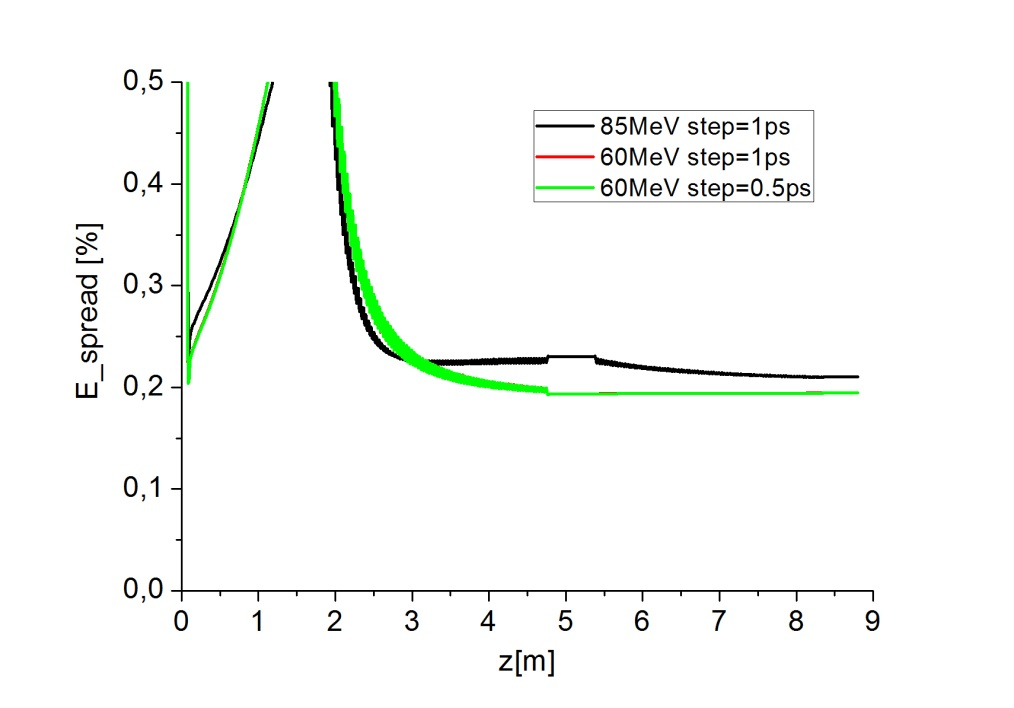 0,5
0,4
0,3
0,2
0,1
0,0
E_spread [%]
85MeV step=1ps
60MeV step=1ps
60MeV step=0.5ps
0 1 2 3 4 5 6 7 8 9
z[m]